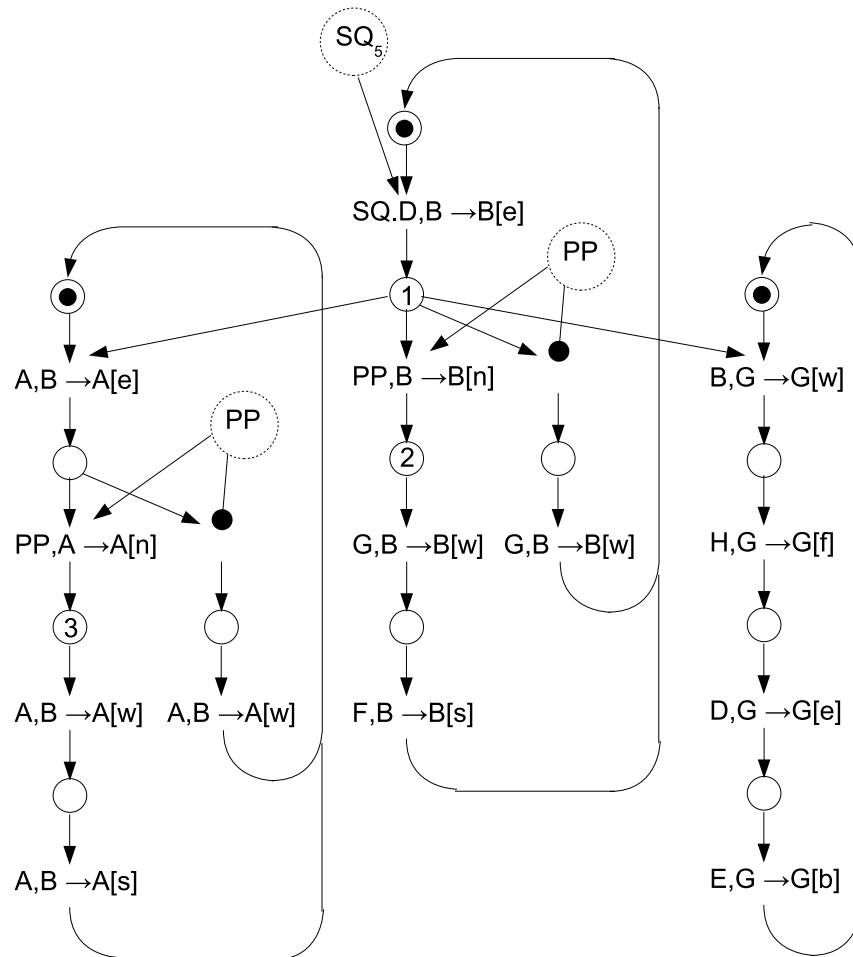 SQ5
SQ.D,B →B[e]
PP
1
A,B →A[e]
PP,B →B[n]
B,G →G[w]
PP
2
PP,A →A[n]
G,B →B[w]
G,B →B[w]
H,G →G[f]
3
A,B →A[w]
A,B →A[w]
F,B →B[s]
D,G →G[e]
A,B →A[s]
E,G →G[b]